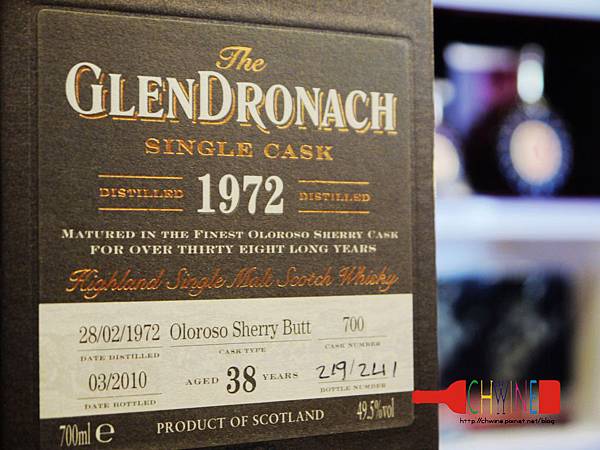 The
GLENDRONACH
SINGLE CASK
DISTILLED 1972 DISTILLED
MATURED IN THE FINEST OLOROSO SHERRY CASK
FOR OVER THIRTY EIGHT LONG YEARS
Highland Single Malt Scotch Whisky
28/02/1972 Oloroso Sherry Butt 700
DATE DISTILLED CASK TYPE CASK NUMBER
03/2010 AGED 38 YEARS 219/241
DATE BOTTLED BOTTLE NUMBER
700ml e PRODUCT OF SCOTLAND 49.5%vol
CHWINE
http://chwine.pixnet.net/blog